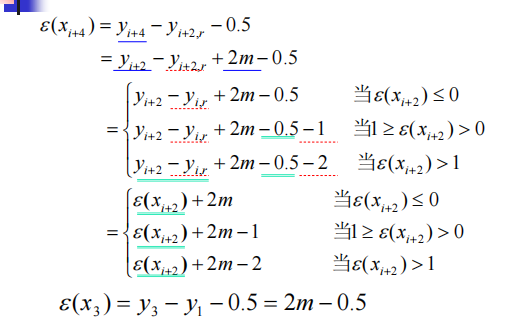 ε(x_{i+4}) = y_{i+4} − y_{i+2,r} − 0.5
= y_{i+2} − y_{i+2,r} + 2m − 0.5
= { y_{i+2} − y_{i,r} + 2m − 0.5 当ε(x_{i+2}) ≤ 0
y_{i+2} − y_{i,r} + 2m − 0.5 − 1 当1 ≥ ε(x_{i+2}) > 0
y_{i+2} − y_{i,r} + 2m − 0.5 − 2 当ε(x_{i+2}) > 1
= { ε(x_{i+2}) + 2m 当ε(x_{i+2}) ≤ 0
ε(x_{i+2}) + 2m − 1 当1 ≥ ε(x_{i+2}) > 0
ε(x_{i+2}) + 2m − 2 当ε(x_{i+2}) > 1
ε(x_3) = y_3 − y_1 − 0.5 = 2m − 0.5